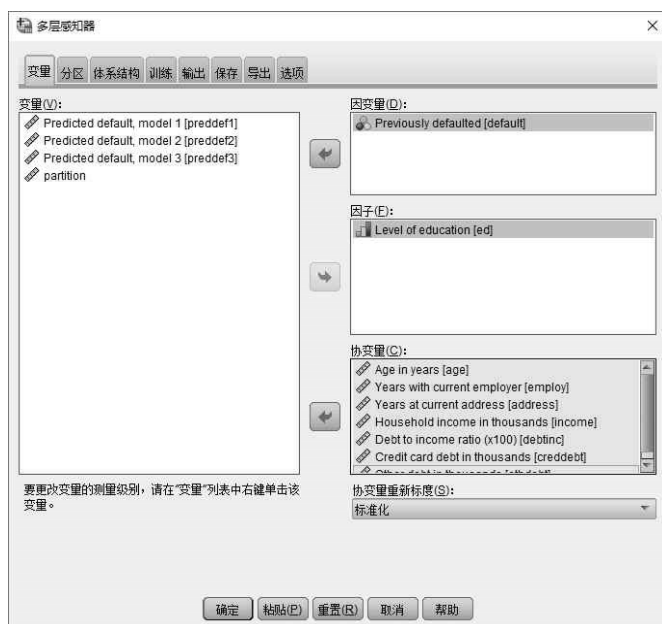 多层感知器
变量 分区 体系结构 训练 输出 保存 导出 选项
变量(V):
Predicted default, model 1 [preddef1]
Predicted default, model 2 [preddef2]
Predicted default, model 3 [preddef3]
partition
要更改变量的测量级别，请在“变量”列表中右键单击该
变量。
因变量(D):
Previously defaulted [default]
因子(F):
Level of education [ed]
协变量(C):
Age in years [age]
Years with current employer [employ]
Years at current address [address]
Household income in thousands [income]
Debt to income ratio (x100) [debtinc]
Credit card debt in thousands [creddebt]
Other debt in thousands [othdebt]
协变量重新标度(S):
标准化
确定 粘贴(P) 重置(R) 取消 帮助